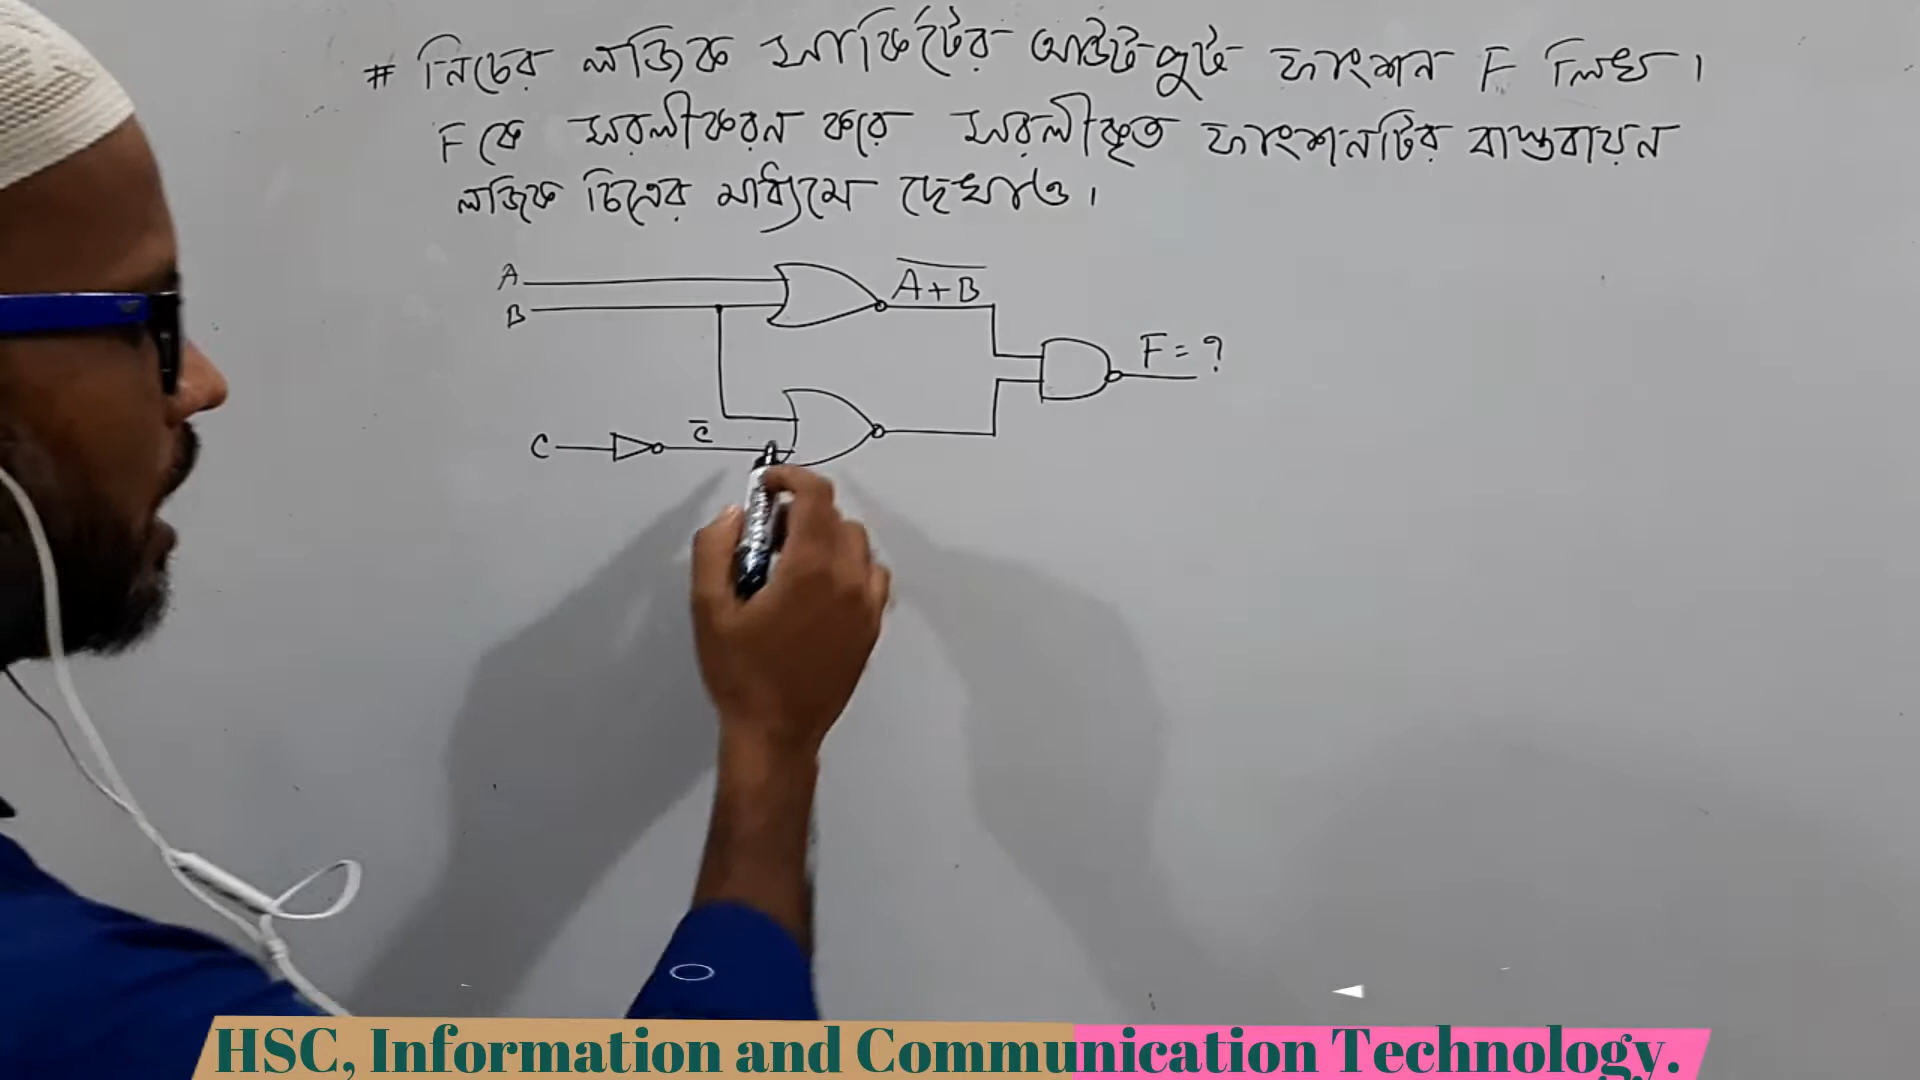 # নিচের লজিক সার্কিটের আউটপুট ফাংশন F লিখ।
F কে সরলীকরন করে সরলীকৃত ফাংশনটির বাস্তবায়ন
লজিক চিত্রের মাধ্যমে দেখাও।
A
B
A̅+̅B̅
F = ?
C
C̅
HSC, Information and Communication Technology.